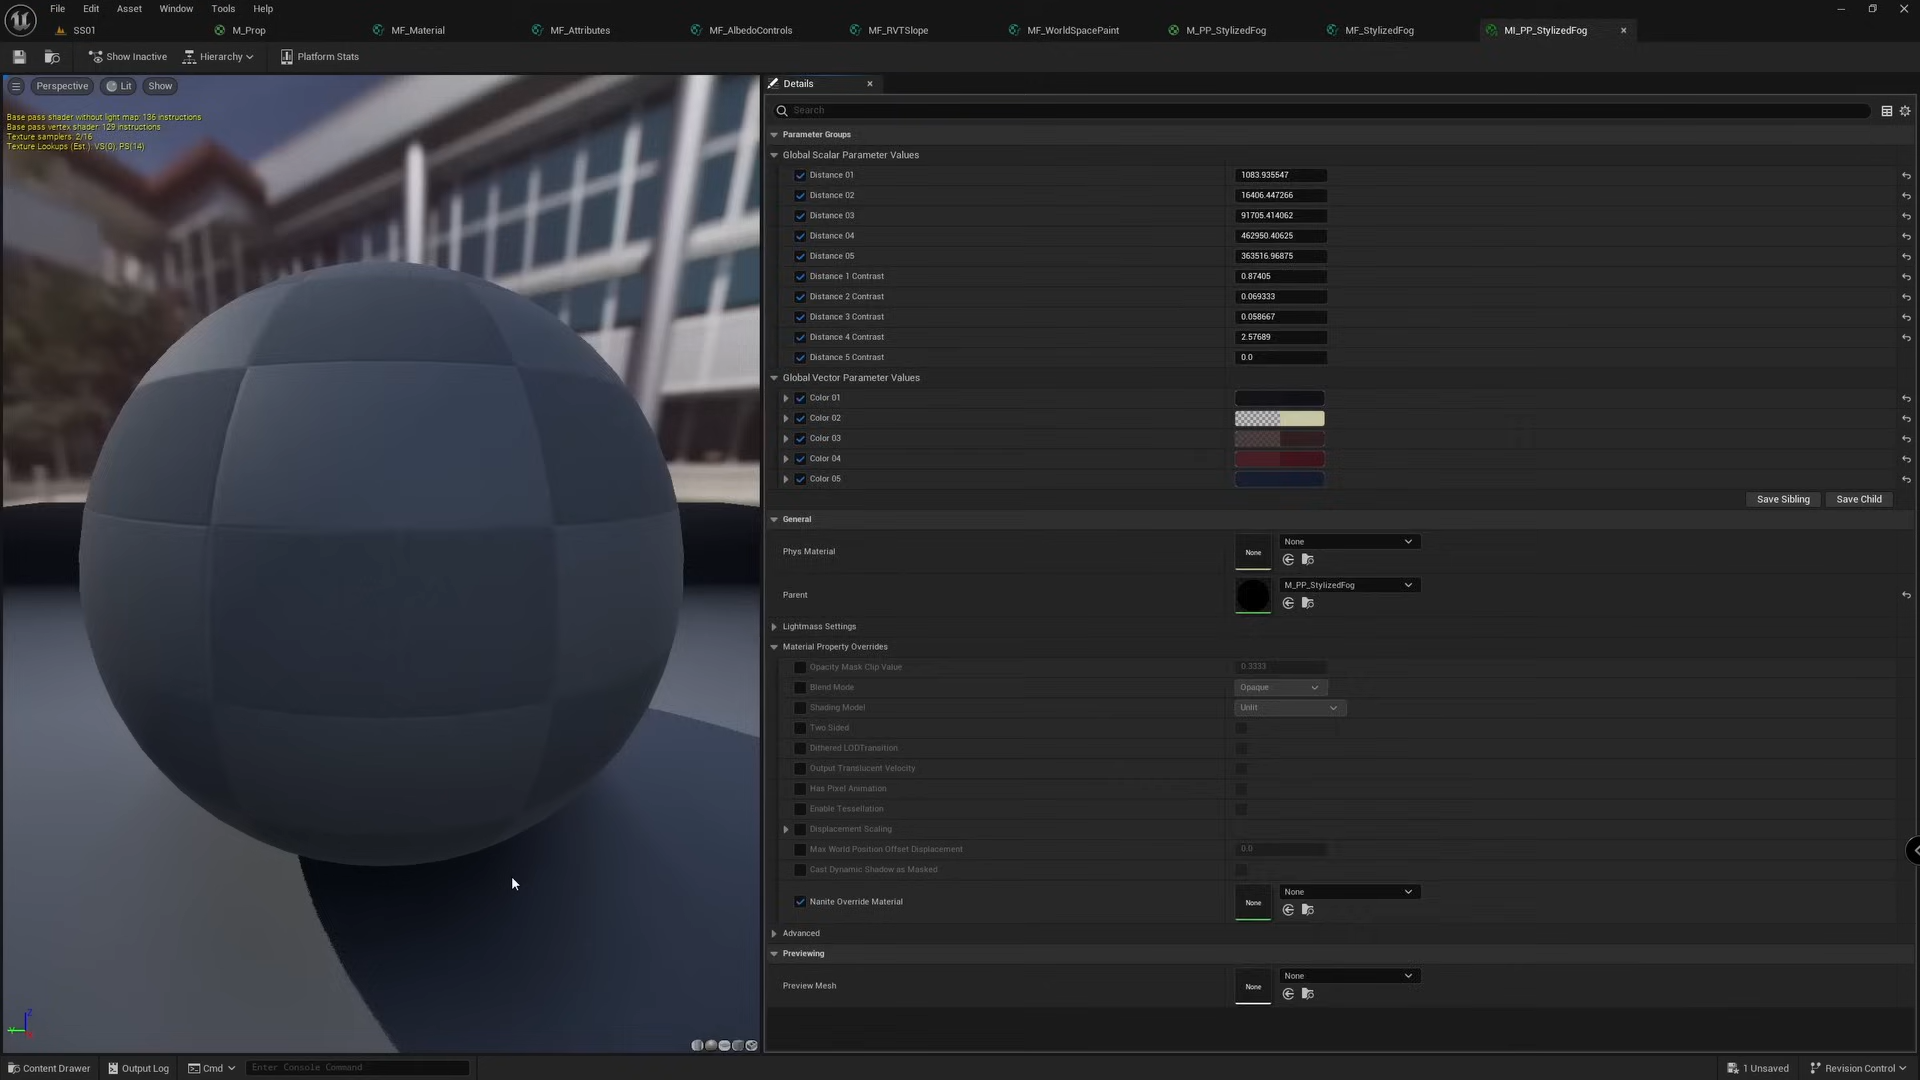 File Edit Asset Window Tools Help
SS01 M_Prop MF_Material MF_Attributes MF_AlbedoControls MF_RVTSlope MF_WorldSpacePaint M_PP_StylizedFog MF_StylizedFog MI_PP_StylizedFog
Show Inactive Hierarchy Platform Stats
Perspective Lit Show
Base pass shader without light map: 136 instructions
Base pass vertex shader: 129 instructions
Texture samplers: 2/16
Texture Lookups (Est.): VS(0), PS(14)
Details
Search
Parameter Groups
Global Scalar Parameter Values
Distance 01 1083.935547
Distance 02 16406.447266
Distance 03 91705.414062
Distance 04 462950.40625
Distance 05 363516.96875
Distance 1 Contrast 0.87405
Distance 2 Contrast 0.069333
Distance 3 Contrast 0.058667
Distance 4 Contrast 2.57689
Distance 5 Contrast 0.0
Global Vector Parameter Values
Color 01
Color 02
Color 03
Color 04
Color 05
Save Sibling Save Child
General
Phys Material None None
Parent M_PP_StylizedFog
Lightmass Settings
Material Property Overrides
Opacity Mask Clip Value 0.3333
Blend Mode Opaque
Shading Model Unlit
Two Sided
Dithered LODTransition
Output Translucent Velocity
Has Pixel Animation
Enable Tessellation
Displacement Scaling
Max World Position Offset Displacement 0.0
Cast Dynamic Shadow as Masked
Nanite Override Material None None
Advanced
Previewing
Preview Mesh None None
Z
Content Drawer Output Log Cmd Enter Console Command 1 Unsaved Revision Control